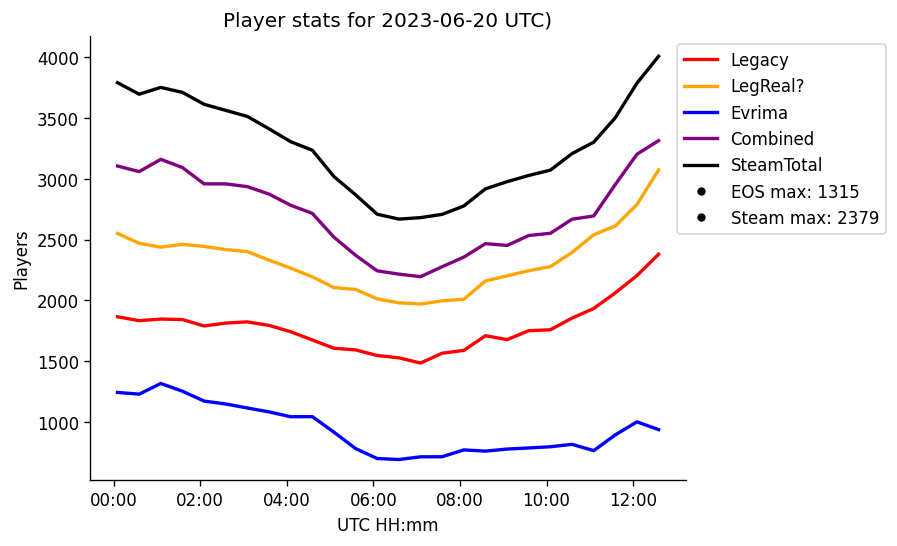 Player stats for 2023-06-20 UTC)
Players
4000
3500
3000
2500
2000
1500
1000
00:00 02:00 04:00 06:00 08:00 10:00 12:00
UTC HH:mm
Legacy
LegReal?
Evrima
Combined
SteamTotal
EOS max: 1315
Steam max: 2379